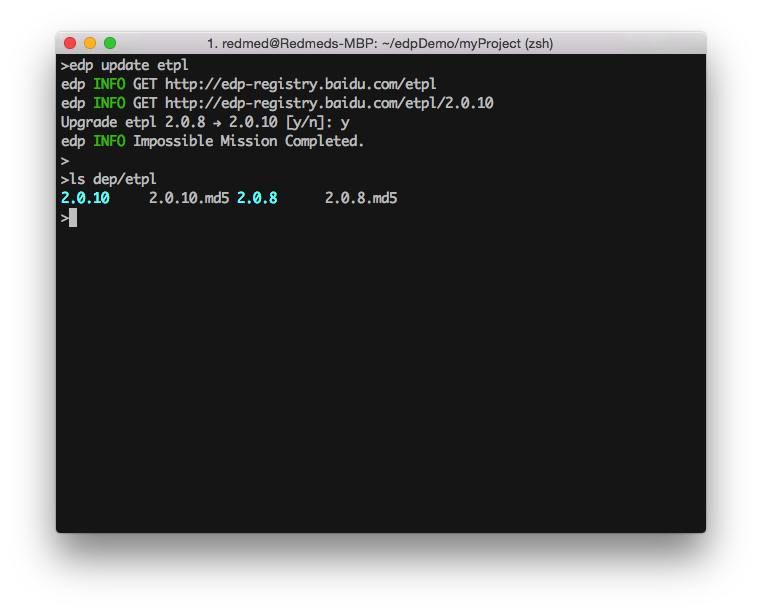 1. redmed@Redmeds-MBP: ~/edpDemo/myProject (zsh)
>edp update etpl
edp INFO GET http://edp-registry.baidu.com/etpl
edp INFO GET http://edp-registry.baidu.com/etpl/2.0.10
Upgrade etpl 2.0.8 → 2.0.10 [y/n]: y
edp INFO Impossible Mission Completed.
>
>ls dep/etpl
2.0.10     2.0.10.md5 2.0.8      2.0.8.md5
>